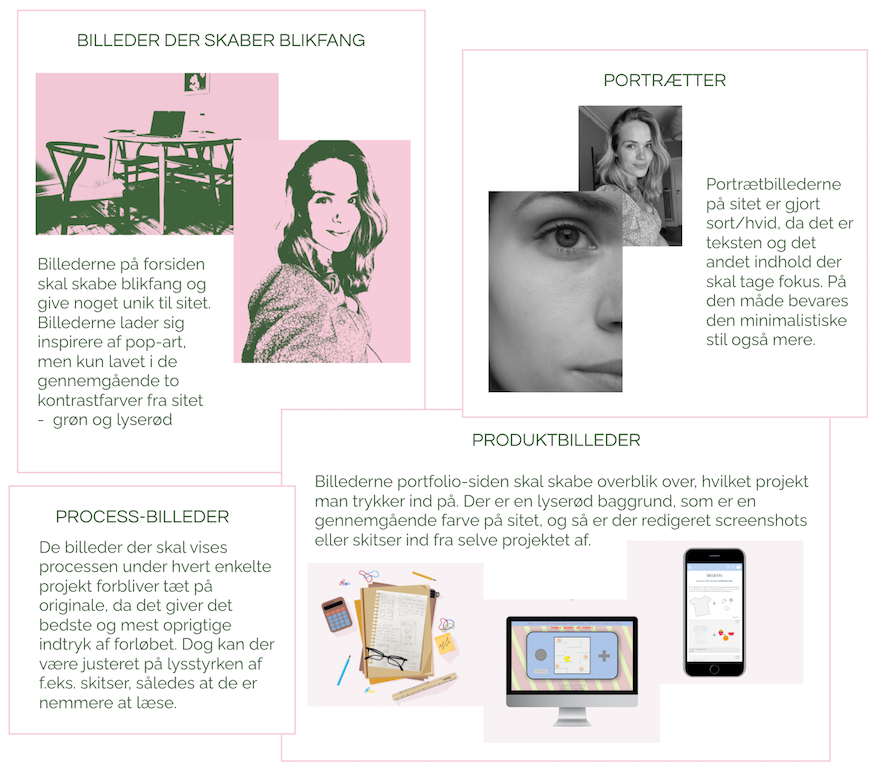 BILLEDER DER SKABER BLIKFANG
Billederne på forsiden
skal skabe blikfang og
give noget unik til sitet.
Billederne lader sig
inspirere af pop-art,
men kun lavet i de
gennemgående to
kontrastfarver fra sitet
- grøn og lyserød
PORTRÆTTER
Portrætbillederne
på sitet er gjort
sort/hvid, da det er
teksten og det
andet indhold der
skal tage fokus. På
den måde bevares
den minimalistiske
stil også mere.
PROCESS-BILLEDER
De billeder der skal vises
processen under hvert enkelte
projekt forbliver tæt på
originale, da det giver det
bedste og mest oprigtige
indtryk af forløbet. Dog kan der
være justeret på lysstyrken af
f.eks. skitser, således at de er
nemmere at læse.
PRODUKTBILLEDER
Billederne portfolio-siden skal skabe overblik over, hvilket projekt
man trykker ind på. Der er en lyserød baggrund, som er en
gennemgående farve på sitet, og så er der redigeret screenshots
eller skitser ind fra selve projektet af.